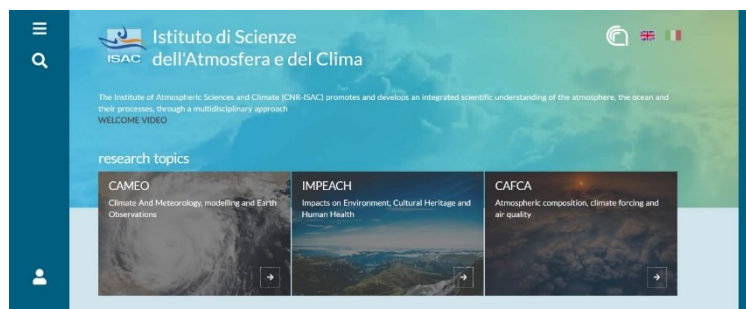 Istituto di Scienze
dell'Atmosfera e del Clima
ISAC
The Institute of Atmospheric Sciences and Climate (CNR-ISAC) promotes and develops an integrated scientific understanding of the atmosphere, the ocean and
their processes, through a multidisciplinary approach
WELCOME VIDEO
research topics
CAMEO
Climate And Meteorology, modelling and Earth
Observations
IMPEACH
Impacts on Environment, Cultural Heritage and
Human Health
CAFCA
Atmospheric composition, climate forcing and
air quality